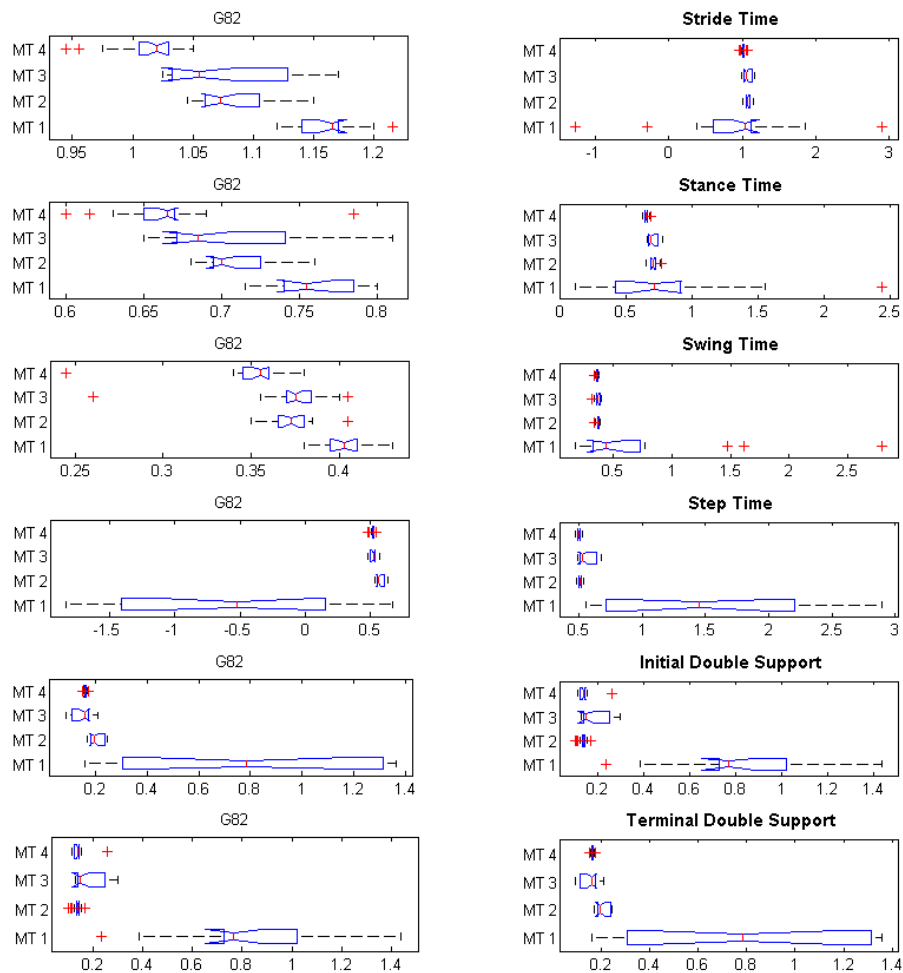 G82
MT 4
MT 3
MT 2
MT 1
0.95 1 1.05 1.1 1.15 1.2
Stride Time
MT 4
MT 3
MT 2
MT 1
-1 0 1 2 3
G82
MT 4
MT 3
MT 2
MT 1
0.6 0.65 0.7 0.75 0.8
Stance Time
MT 4
MT 3
MT 2
MT 1
0 0.5 1 1.5 2 2.5
G82
MT 4
MT 3
MT 2
MT 1
0.25 0.3 0.35 0.4
Swing Time
MT 4
MT 3
MT 2
MT 1
0.5 1 1.5 2 2.5
G82
MT 4
MT 3
MT 2
MT 1
-1.5 -1 -0.5 0 0.5
Step Time
MT 4
MT 3
MT 2
MT 1
0.5 1 1.5 2 2.5 3
G82
MT 4
MT 3
MT 2
MT 1
0.2 0.4 0.6 0.8 1 1.2 1.4
Initial Double Support
MT 4
MT 3
MT 2
MT 1
0.2 0.4 0.6 0.8 1 1.2 1.4
G82
MT 4
MT 3
MT 2
MT 1
0.2 0.4 0.6 0.8 1 1.2 1.4
Terminal Double Support
MT 4
MT 3
MT 2
MT 1
0.2 0.4 0.6 0.8 1 1.2 1.4